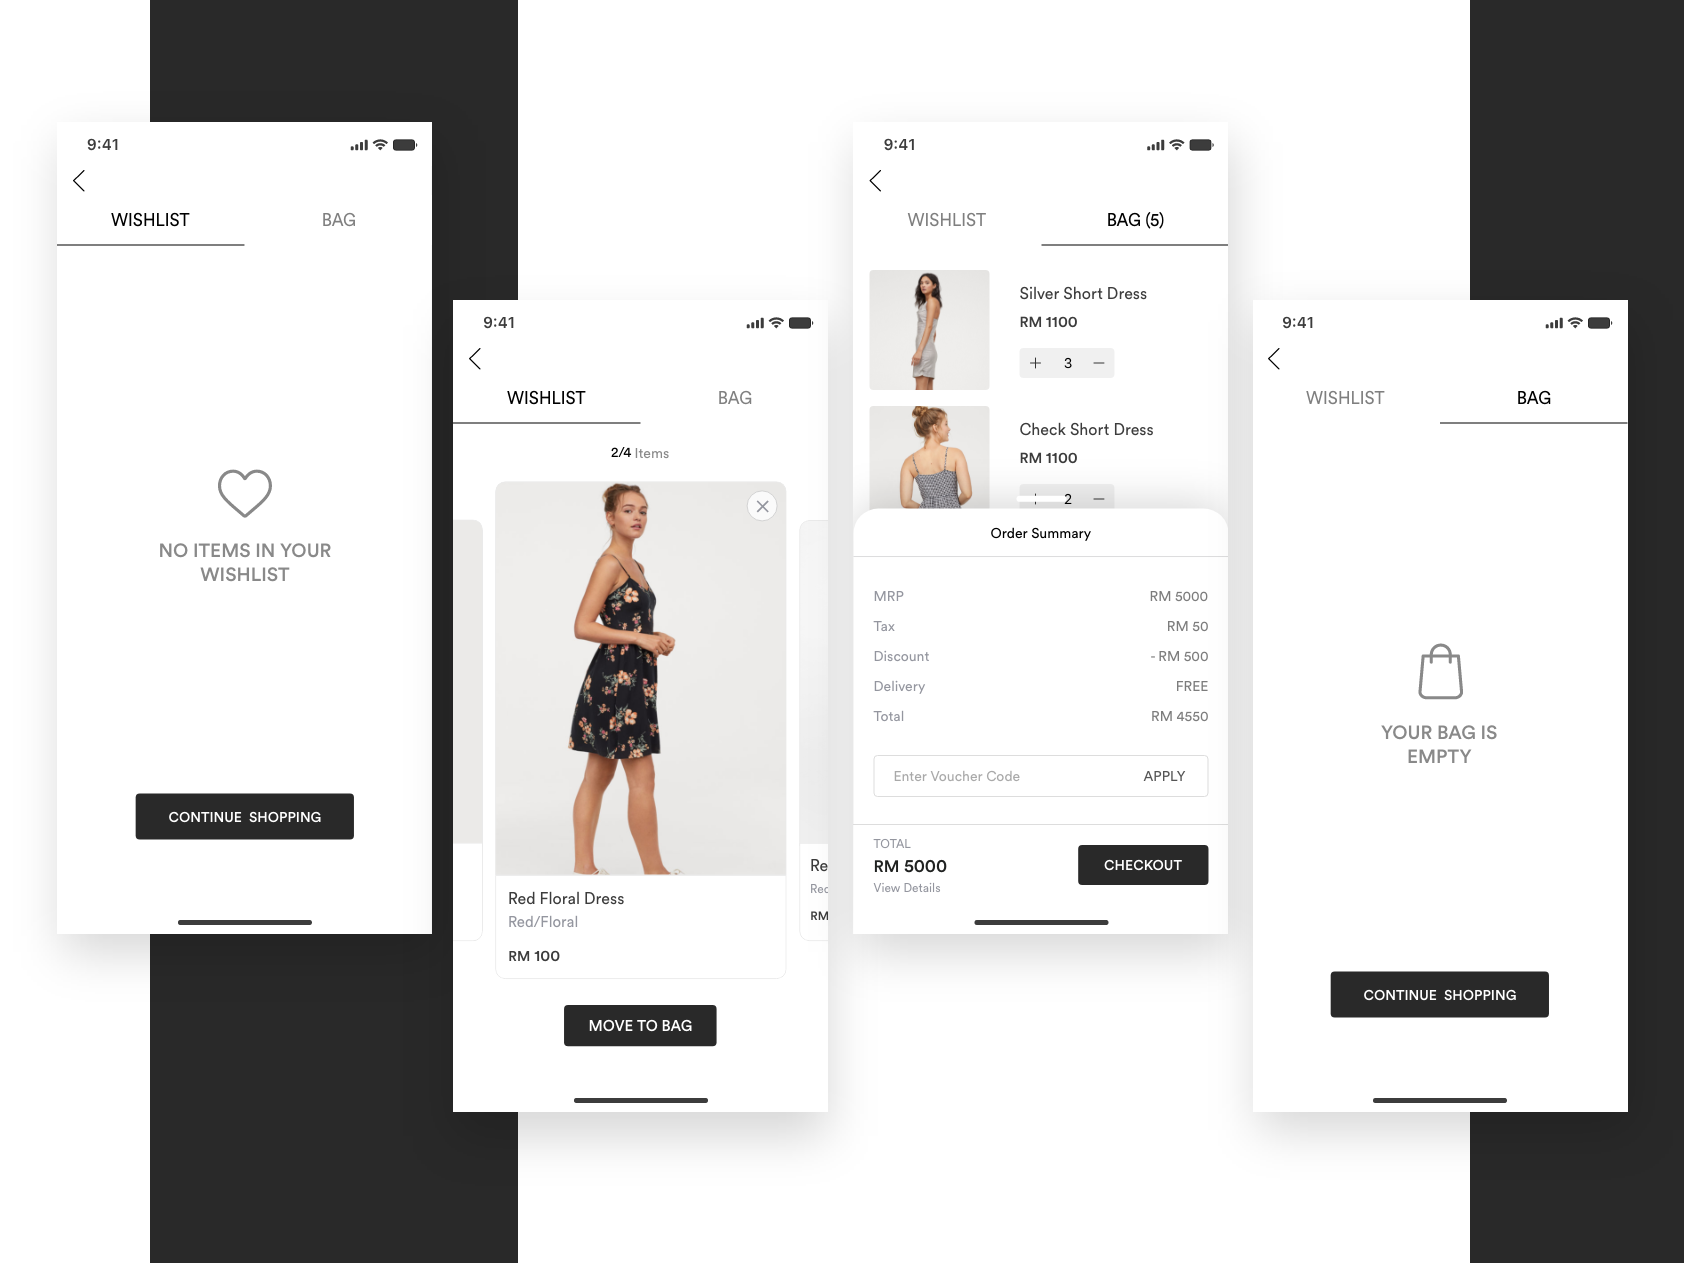 9:41
WISHLIST BAG
NO ITEMS IN YOUR
WISHLIST
CONTINUE SHOPPING
9:41
WISHLIST BAG
2/4 Items
Red Floral Dress
Red/Floral
RM 100
Re
Red
RM
MOVE TO BAG
9:41
WISHLIST BAG (5)
Silver Short Dress
RM 1100
+ 3 −
Check Short Dress
RM 1100
2 −
Order Summary
MRP RM 5000
Tax RM 50
Discount - RM 500
Delivery FREE
Total RM 4550
Enter Voucher Code APPLY
TOTAL
RM 5000
View Details
CHECKOUT
9:41
WISHLIST BAG
YOUR BAG IS
EMPTY
CONTINUE SHOPPING